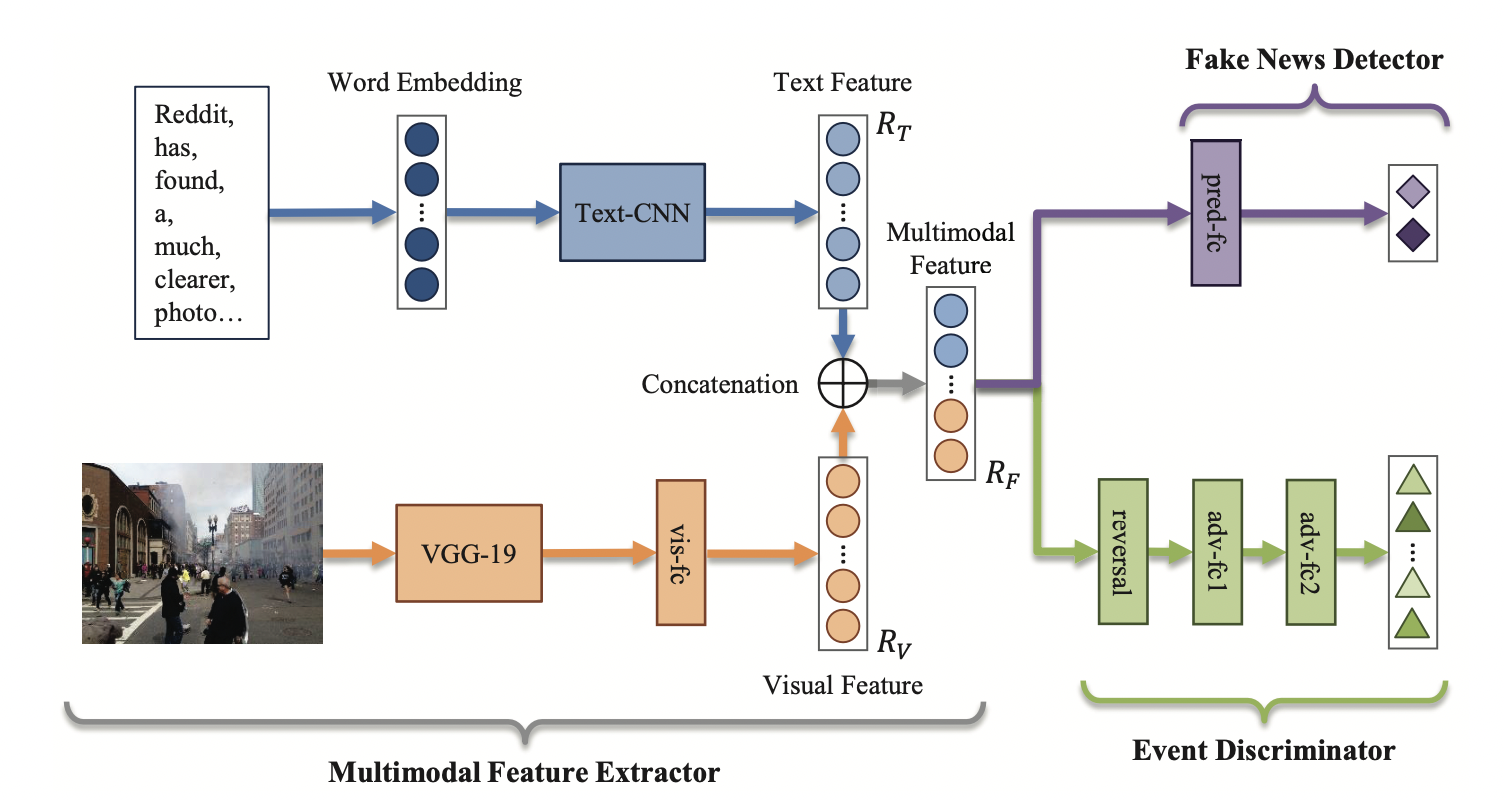 Fake News Detector
Word Embedding
Text Feature
Reddit,
has,
found,
a,
much,
clearer,
photo…
Text-CNN
R_T
pred-fc
Multimodal
Feature
Concatenation
R_F
VGG-19
vis-fc
R_V
Visual Feature
reversal
adv-fc1
adv-fc2
Multimodal Feature Extractor
Event Discriminator